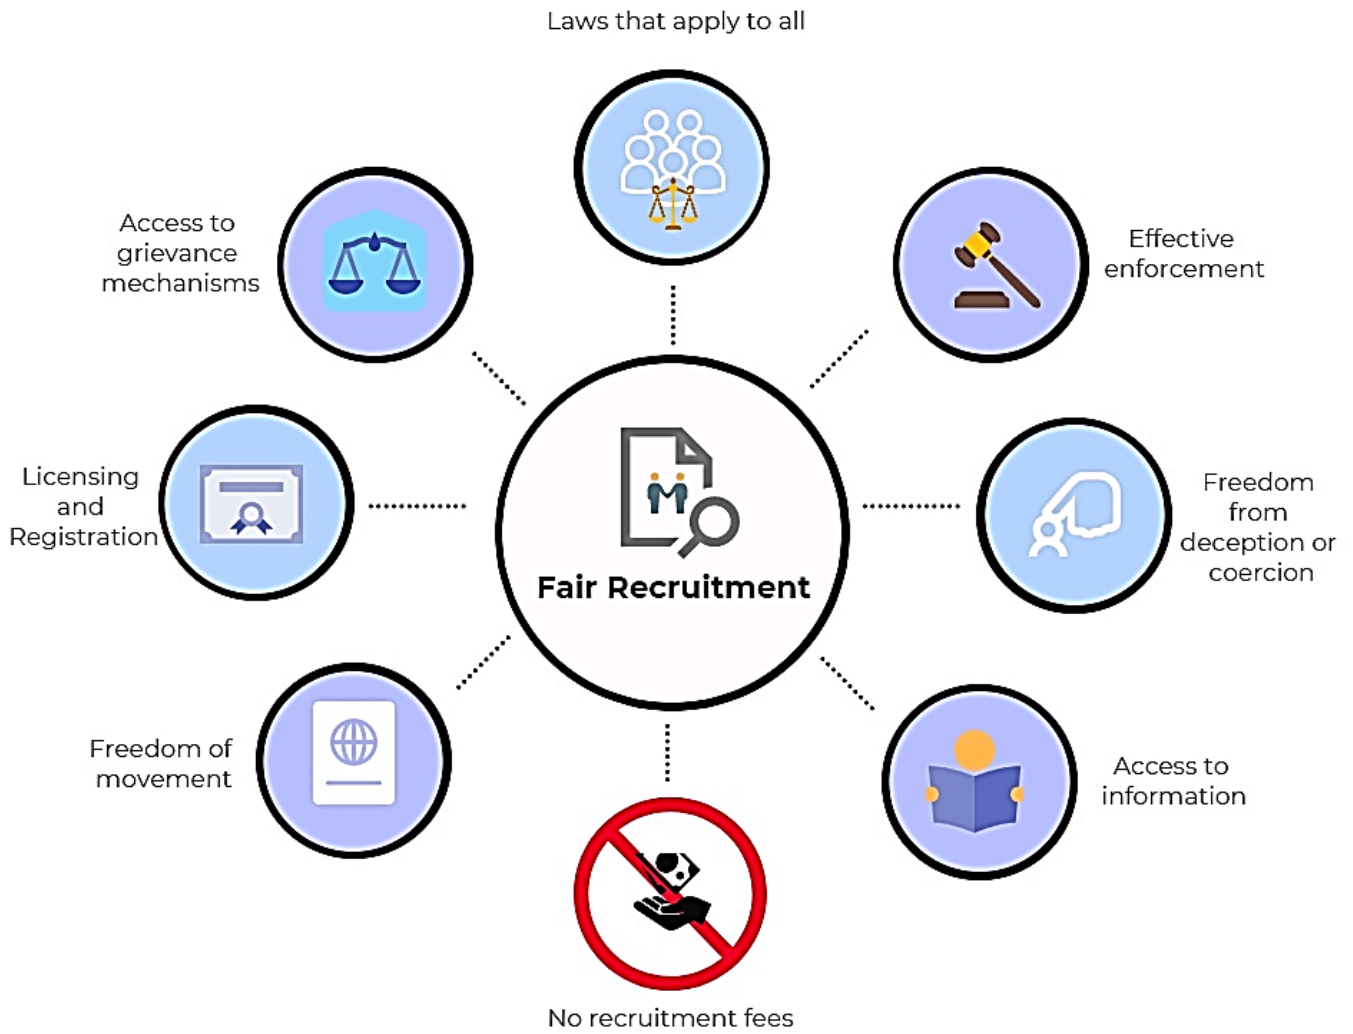 Laws that apply to all
Access to
grievance
mechanisms
Effective
enforcement
Licensing
and
Registration
Fair Recruitment
Freedom
from
deception or
coercion
Freedom of
movement
Access to
information
No recruitment fees